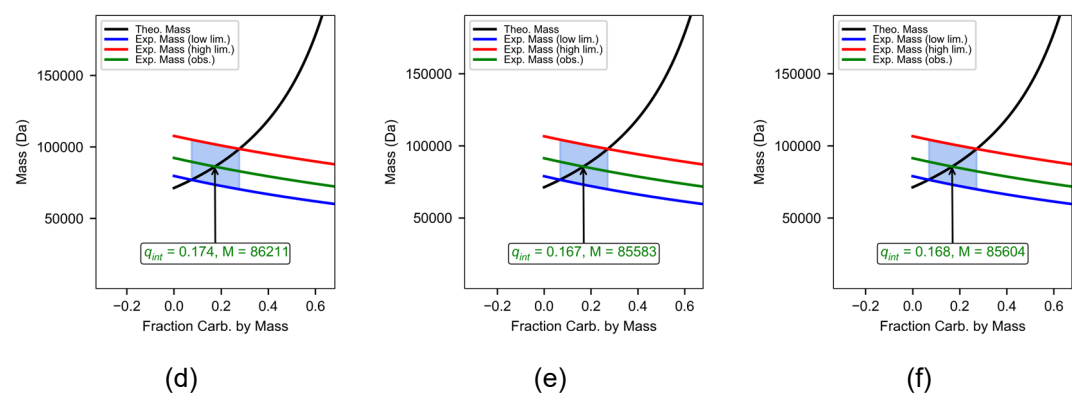 Theo. Mass
Exp. Mass (low lim.)
Exp. Mass (high lim.)
Exp. Mass (obs.)
150000
100000
50000
Mass (Da)
q_int = 0.174, M = 86211
−0.2 0.0 0.2 0.4 0.6
Fraction Carb. by Mass
(d)
Theo. Mass
Exp. Mass (low lim.)
Exp. Mass (high lim.)
Exp. Mass (obs.)
150000
100000
50000
Mass (Da)
q_int = 0.167, M = 85583
−0.2 0.0 0.2 0.4 0.6
Fraction Carb. by Mass
(e)
Theo. Mass
Exp. Mass (low lim.)
Exp. Mass (high lim.)
Exp. Mass (obs.)
150000
100000
50000
Mass (Da)
q_int = 0.168, M = 85604
−0.2 0.0 0.2 0.4 0.6
Fraction Carb. by Mass
(f)